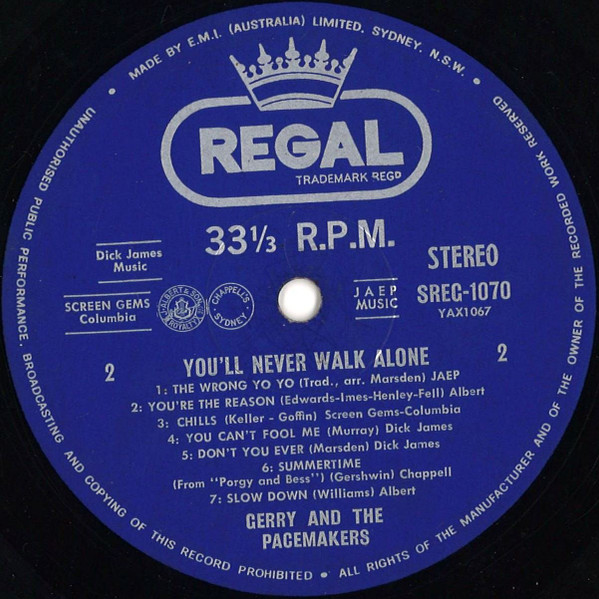 MADE BY E.M.I. (AUSTRALIA) LIMITED, SYDNEY, N.S.W.
REGAL
TRADEMARK REGD
33⅓ R.P.M.
Dick James
Music
STEREO
SCREEN GEMS
Columbia
J. ALBERT & SON
ROYALTY
CHAPPELL'S
SYDNEY
JAEP
MUSIC
SREG-1070
YAX1067
2
YOU'LL NEVER WALK ALONE
2
1: THE WRONG YO YO (Trad., arr. Marsden) JAEP
2: YOU'RE THE REASON (Edwards-Imes-Henley-Fell) Albert
3: CHILLS (Keller - Goffin) Screen Gems-Columbia
4: YOU CAN'T FOOL ME (Murray) Dick James
5: DON'T YOU EVER (Marsden) Dick James
6: SUMMERTIME
(From "Porgy and Bess") (Gershwin) Chappell
7: SLOW DOWN (Williams) Albert
GERRY AND THE
PACEMAKERS
UNAUTHORISED PUBLIC PERFORMANCE, BROADCASTING AND COPYING OF THIS RECORD PROHIBITED • ALL RIGHTS OF THE MANUFACTURER AND OF THE OWNER OF THE RECORDED WORK RESERVED